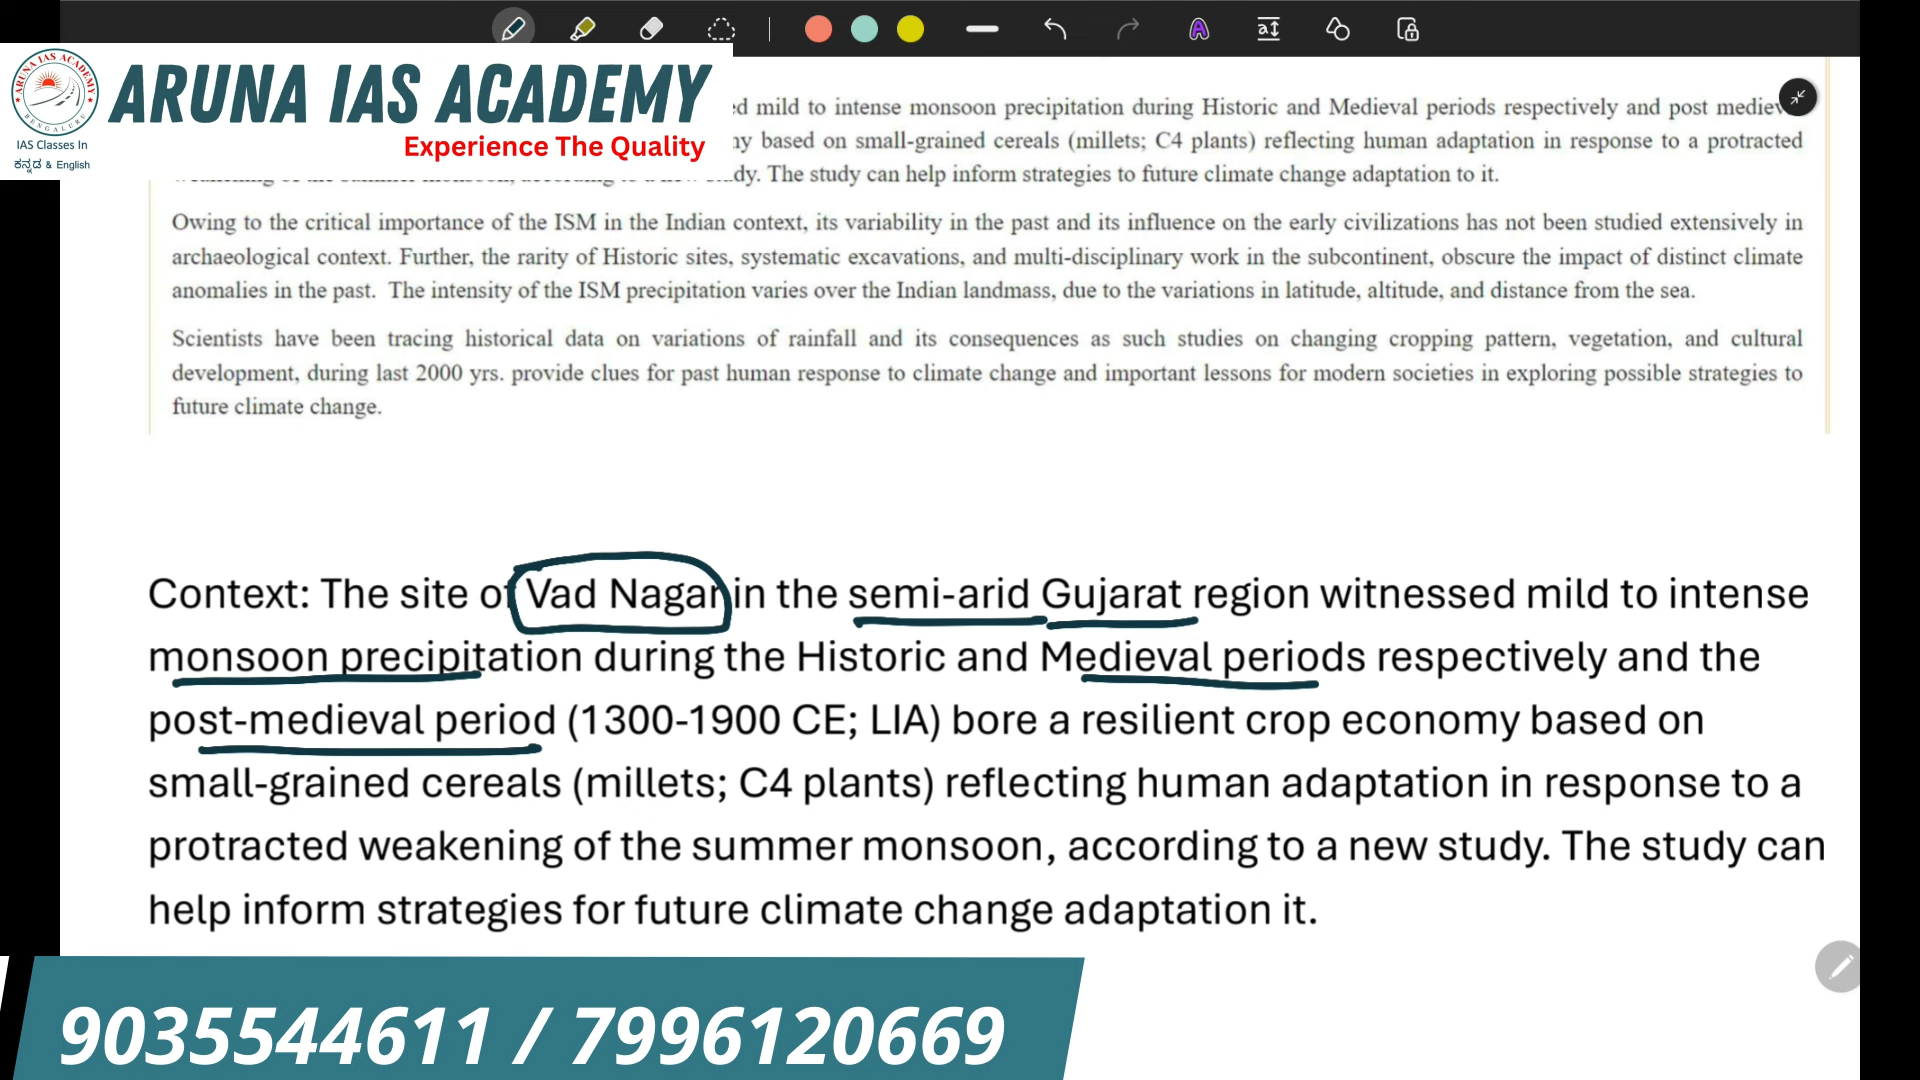 ARUNA IAS ACADEMY
Experience The Quality
ARUNA IAS ACADEMY
BENGALURU
IAS Classes In
ಕನ್ನಡ & English
ed mild to intense monsoon precipitation during Historic and Medieval periods respectively and post
based on small-grained cereals (millets; C4 plants) reflecting human adaptation in response to a protracted
The study can help inform strategies to future climate change adaptation to it.
Owing to the critical importance of the ISM in the Indian context, its variability in the past and its influence on the early civilizations has not been studied extensively in
archaeological context. Further, the rarity of Historic sites, systematic excavations, and multi-disciplinary work in the subcontinent, obscure the impact of distinct climate
anomalies in the past. The intensity of the ISM precipitation varies over the Indian landmass, due to the variations in latitude, altitude, and distance from the sea.
Scientists have been tracing historical data on variations of rainfall and its consequences as such studies on changing cropping pattern, vegetation, and cultural
development, during last 2000 yrs. provide clues for past human response to climate change and important lessons for modern societies in exploring possible strategies to
future climate change.
Context: The site of Vad Nagar in the semi-arid Gujarat region witnessed mild to intense
monsoon precipitation during the Historic and Medieval periods respectively and the
post-medieval period (1300-1900 CE; LIA) bore a resilient crop economy based on
small-grained cereals (millets; C4 plants) reflecting human adaptation in response to a
protracted weakening of the summer monsoon, according to a new study. The study can
help inform strategies for future climate change adaptation it.
9035544611 / 7996120669